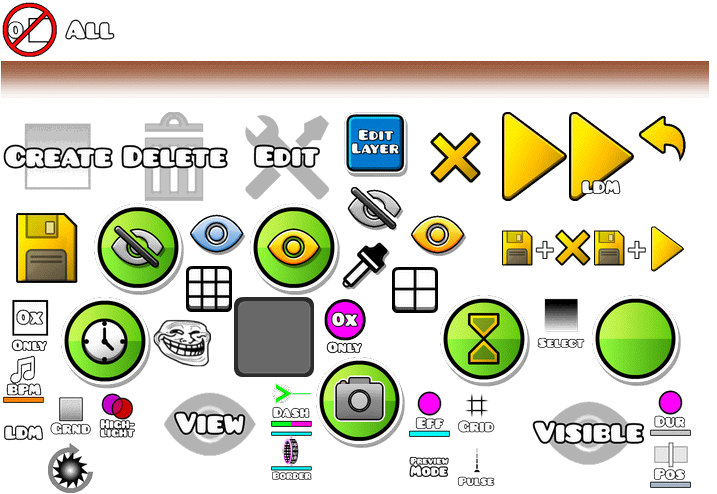 0
ALL
CREATE
DELETE
EDIT
EDIT
LAYER
LDM
+
+
0x
ONLY
0x
ONLY
SELECT
BPM
LDM
GRND
HIGH-
LIGHT
VIEW
DASH
BORDER
EFF
GRID
PREVIEW
MODE
PULSE
VISIBLE
DUR
POS